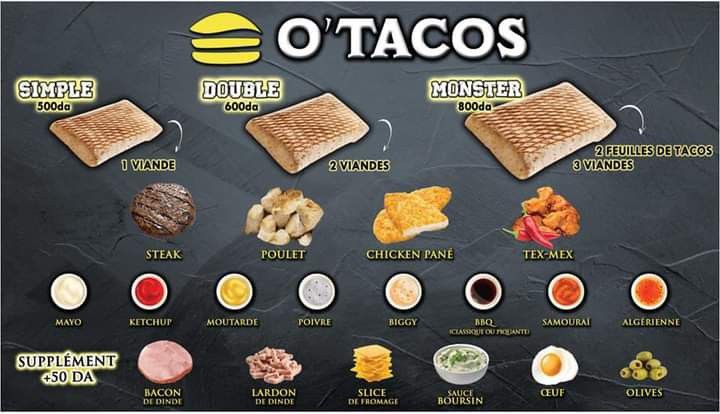 O'TACOS
SIMPLE
500da
1 VIANDE
DOUBLE
600da
2 VIANDES
MONSTER
800da
2 FEUILLES DE TACOS
3 VIANDES
STEAK
POULET
CHICKEN PANÉ
TEX-MEX
MAYO
KETCHUP
MOUTARDE
POIVRE
BIGGY
BBQ
(CLASSIQUE OU PIQUANTE)
SAMOURAÏ
ALGÉRIENNE
SUPPLÉMENT
+50 DA
BACON
DE DINDE
LARDON
DE DINDE
SLICE
DE FROMAGE
SAUCE
BOURSIN
ŒUF
OLIVES